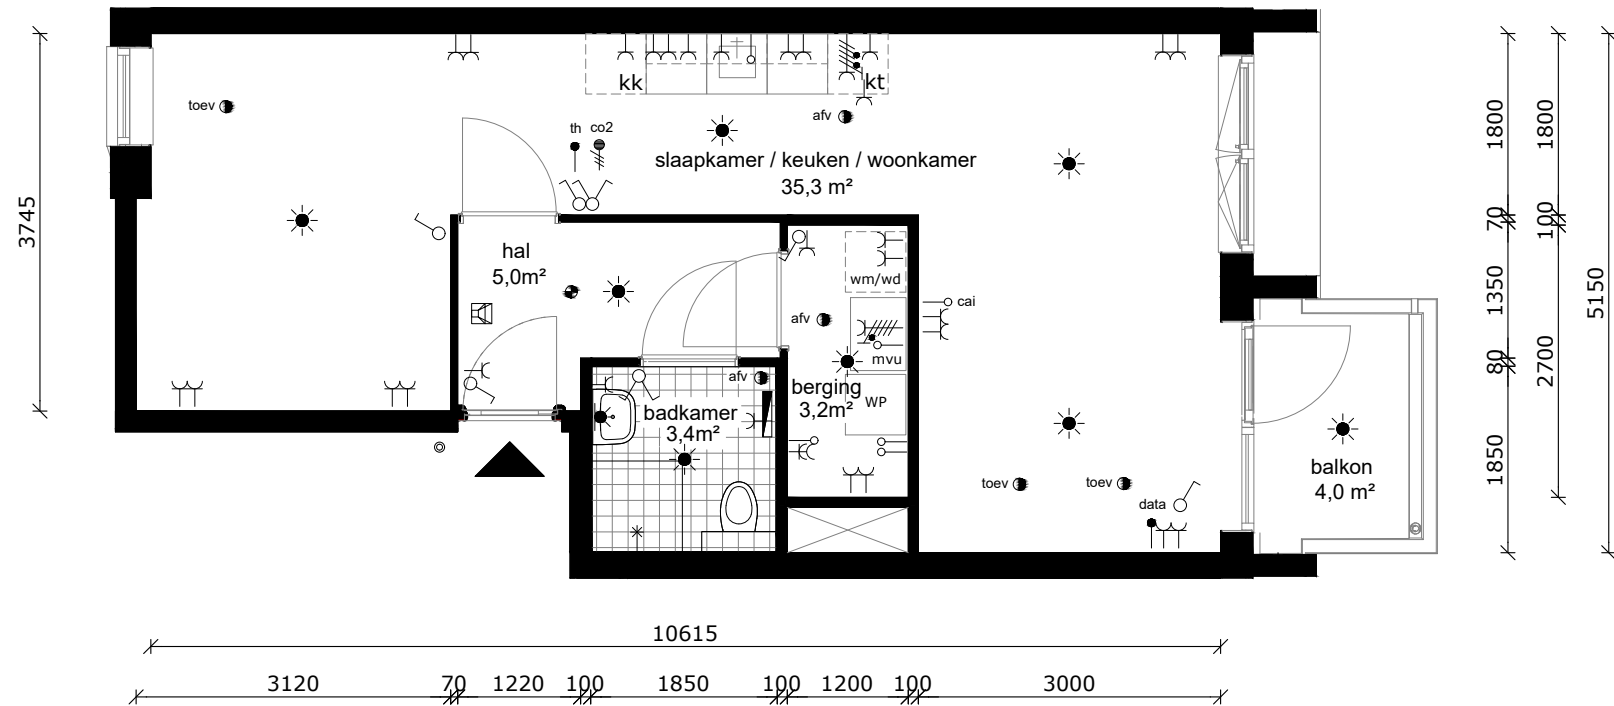 kk
kt
toev
afv
th
co2
slaapkamer / keuken / woonkamer
35,3 m²
hal
5,0m²
wm/wd
cai
afv
mvu
afv
berging
3,2m²
WP
badkamer
3,4m²
toev
toev
data
balkon
4,0 m²
3745
1800
70
1350
80
1850
1800
100
2700
5150
10615
3120
70
1220
100
1850
100
1200
100
3000